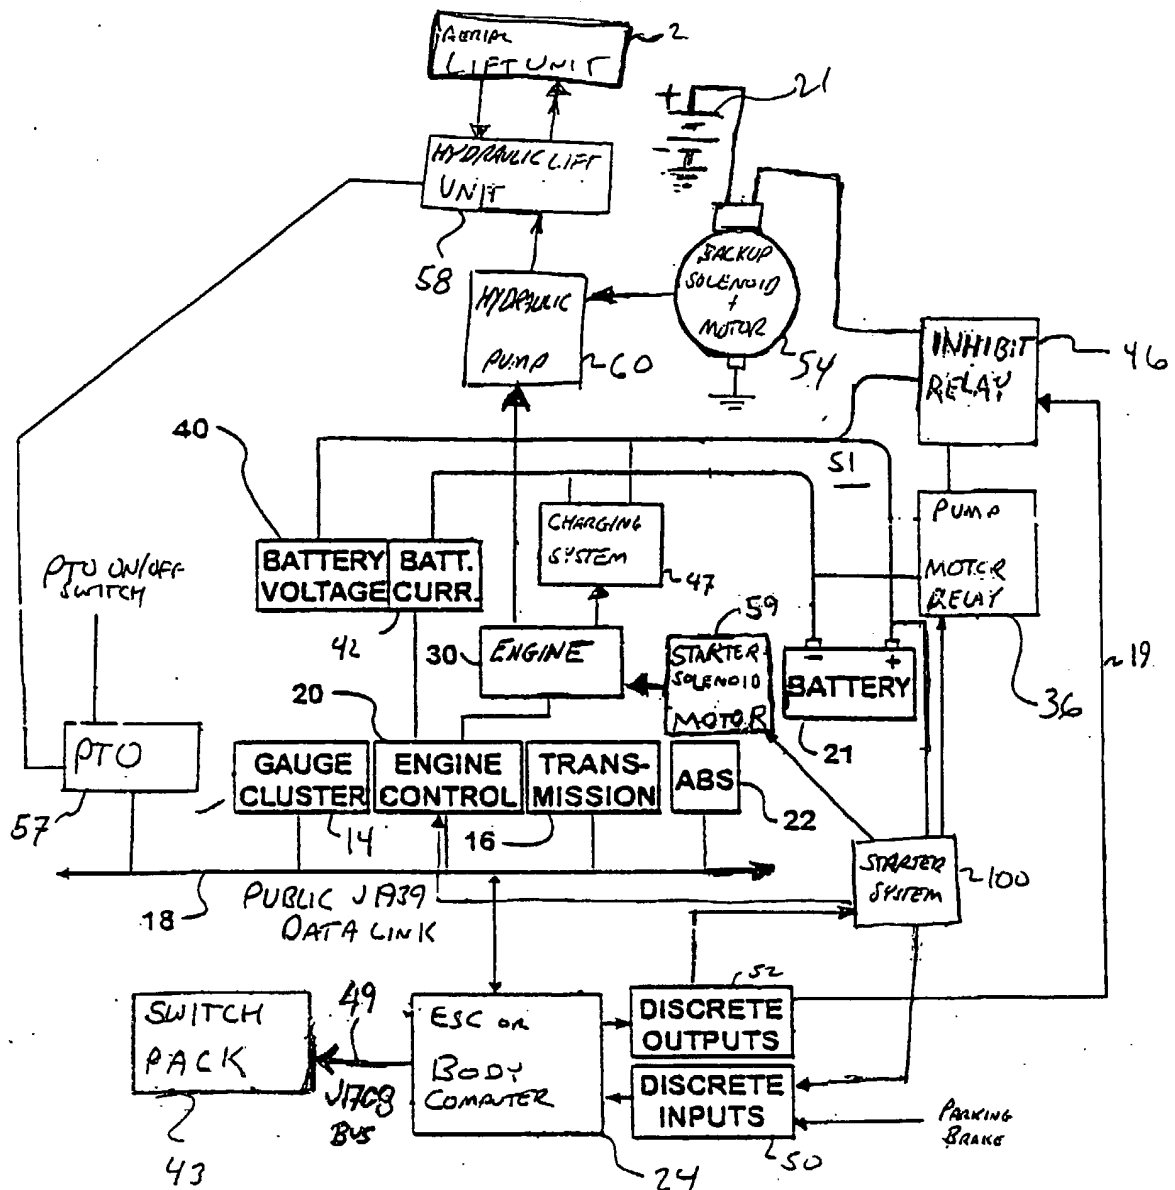 AERIAL
LIFT UNIT
2
+
21
-
HYDRAULIC LIFT
UNIT
58
BACKUP
SOLENOID
+
MOTOR
54
HYDRAULIC
PUMP
60
INHIBIT
RELAY
46
40
51
PUMP
MOTOR
RELAY
36
19
CHARGING
SYSTEM
47
BATTERY
VOLTAGE
BATT.
CURR.
42
PTO ON/OFF
SWITCH
59
30
ENGINE
STARTER
SOLENOID
MOTOR
- +
BATTERY
21
20
PTO
57
GAUGE
CLUSTER
14
ENGINE
CONTROL
TRANS-
MISSION
16
ABS
22
STARTER
SYSTEM
100
18
PUBLIC J1939
DATA LINK
SWITCH
PACK
43
49
J1708
BUS
ESC OR
BODY
COMPUTER
24
52
DISCRETE
OUTPUTS
DISCRETE
INPUTS
50
PARKING
BRAKE